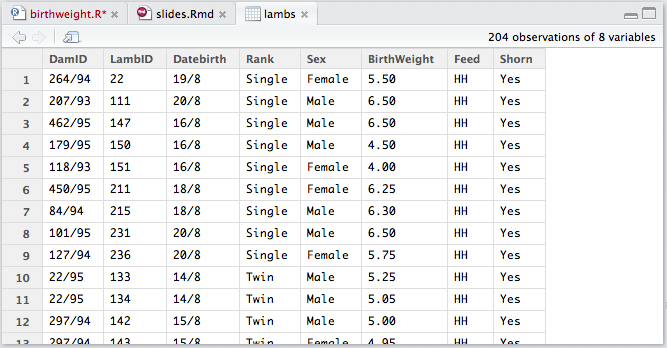 birthweight.R* slides.Rmd lambs
204 observations of 8 variables
DamID LambID Datebirth Rank Sex BirthWeight Feed Shorn
1 264/94 22 19/8 Single Female 5.50 HH Yes
2 207/93 111 20/8 Single Male 6.50 HH Yes
3 462/95 147 16/8 Single Male 6.50 HH Yes
4 179/95 150 16/8 Single Male 4.50 HH Yes
5 118/93 151 16/8 Single Female 4.00 HH Yes
6 450/95 211 18/8 Single Female 6.25 HH Yes
7 84/94 215 18/8 Single Male 6.30 HH Yes
8 101/95 231 20/8 Single Male 6.50 HH Yes
9 127/94 236 20/8 Single Female 5.75 HH Yes
10 22/95 133 14/8 Twin Male 5.25 HH Yes
11 22/95 134 14/8 Twin Male 5.05 HH Yes
12 297/94 142 15/8 Twin Male 5.00 HH Yes
13 297/94 143 15/8 Twin Female 4.95 HH Yes